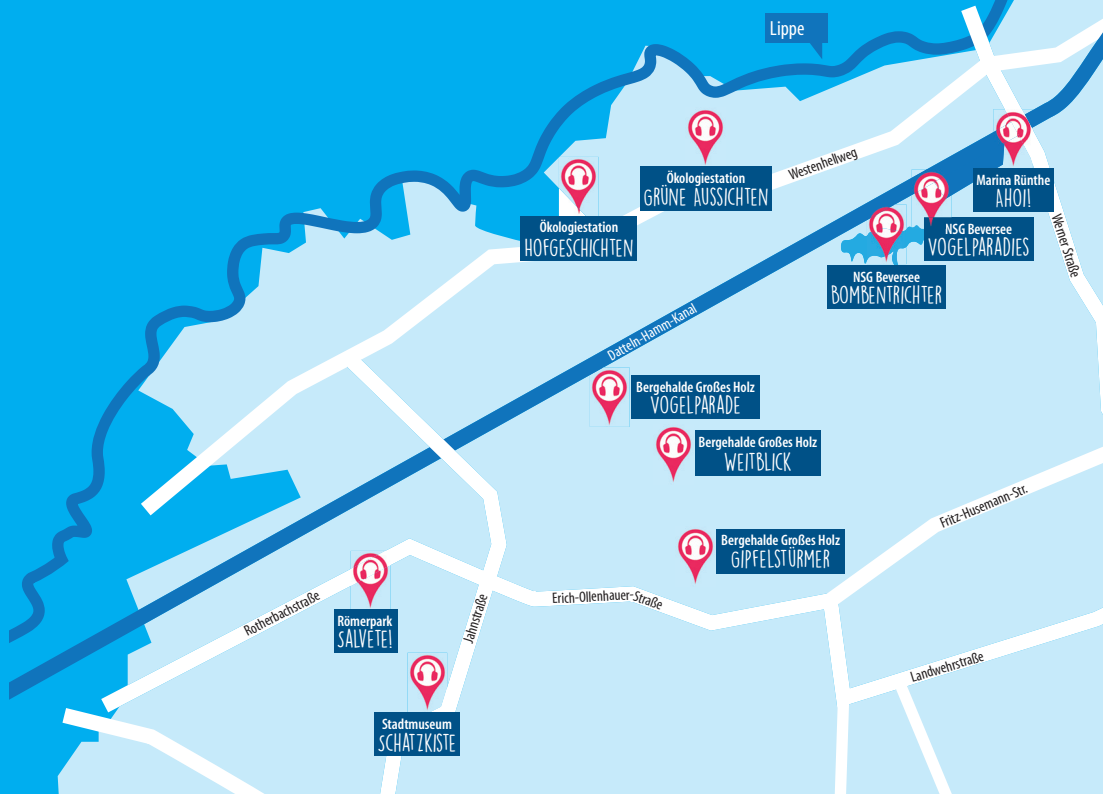 Lippe
Ökologiestation
GRÜNE AUSSICHTEN
Westenhellweg
Marina Rünthe
AHOI!
Ökologiestation
HOFGESCHICHTEN
NSG Beversee
VOGELPARADIES
Werner Straße
NSG Beversee
BOMBENTRICHTER
Datteln-Hamm-Kanal
Bergehalde Großes Holz
VOGELPARADE
Bergehalde Großes Holz
WEITBLICK
Fritz-Husemann-Str.
Bergehalde Großes Holz
GIPFELSTÜRMER
Rotherbachstraße
Römerpark
SALVETE!
Jahnstraße
Erich-Ollenhauer-Straße
Landwehrstraße
Stadtmuseum
SCHATZKISTE